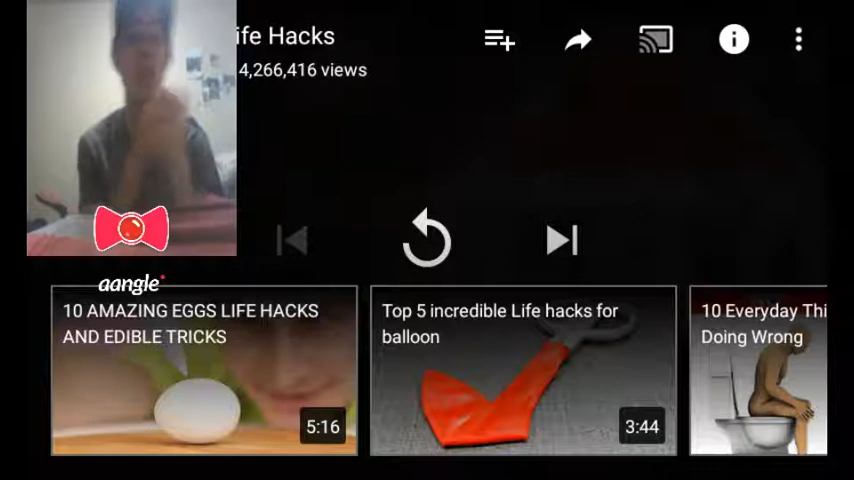 ife Hacks
4,266,416 views
aangle
10 AMAZING EGGS LIFE HACKS
AND EDIBLE TRICKS
5:16
Top 5 incredible Life hacks for
balloon
3:44
10 Everyday Thi
Doing Wrong